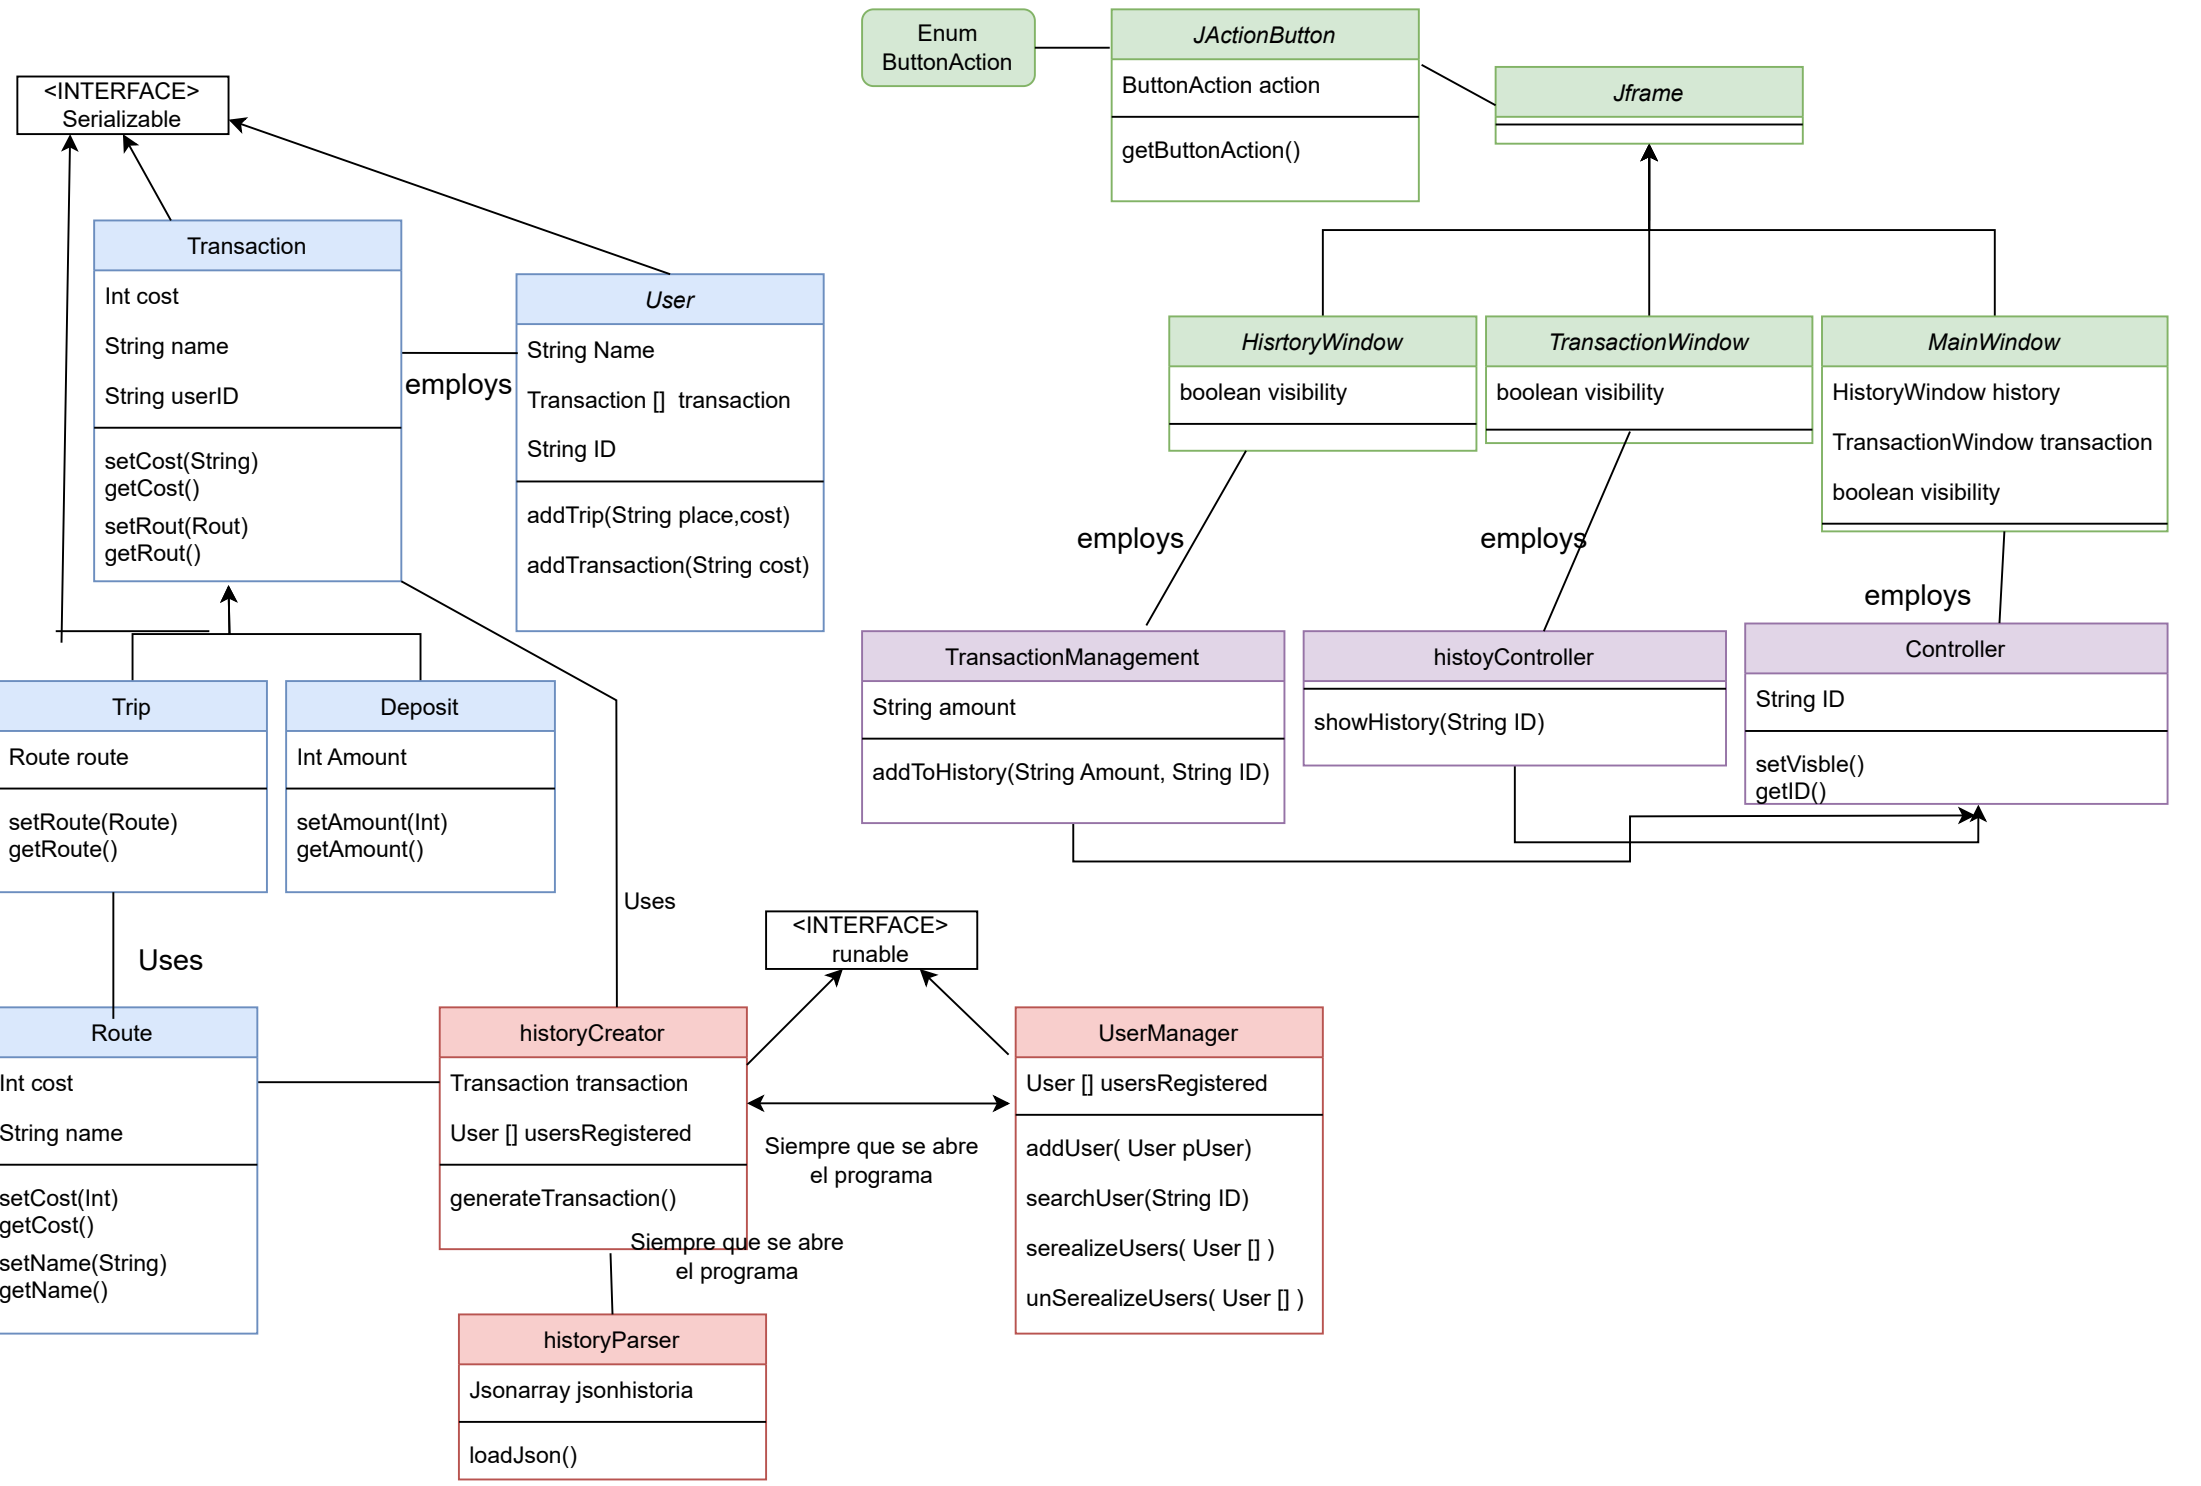 Enum
ButtonAction
JActionButton
ButtonAction action
getButtonAction()
Jframe
<INTERFACE>
Serializable
Transaction
Int cost
String name
String userID
setCost(String)
getCost()
setRout(Rout)
getRout()
employs
User
String Name
Transaction []  transaction
String ID
addTrip(String place,cost)
addTransaction(String cost)
HisrtoryWindow
boolean visibility
TransactionWindow
boolean visibility
MainWindow
HistoryWindow history
TransactionWindow transaction
boolean visibility
employs
employs
employs
TransactionManagement
String amount
addToHistory(String Amount, String ID)
histoyController
showHistory(String ID)
Controller
String ID
setVisble()
getID()
Trip
Route route
setRoute(Route)
getRoute()
Deposit
Int Amount
setAmount(Int)
getAmount()
Uses
Uses
<INTERFACE>
runable
Route
Int cost
String name
setCost(Int)
getCost()
setName(String)
getName()
historyCreator
Transaction transaction
User [] usersRegistered
generateTransaction()
Siempre que se abre
el programa
UserManager
User [] usersRegistered
addUser( User pUser)
searchUser(String ID)
serealizeUsers( User [] )
unSerealizeUsers( User [] )
Siempre que se abre
el programa
historyParser
Jsonarray jsonhistoria
loadJson()